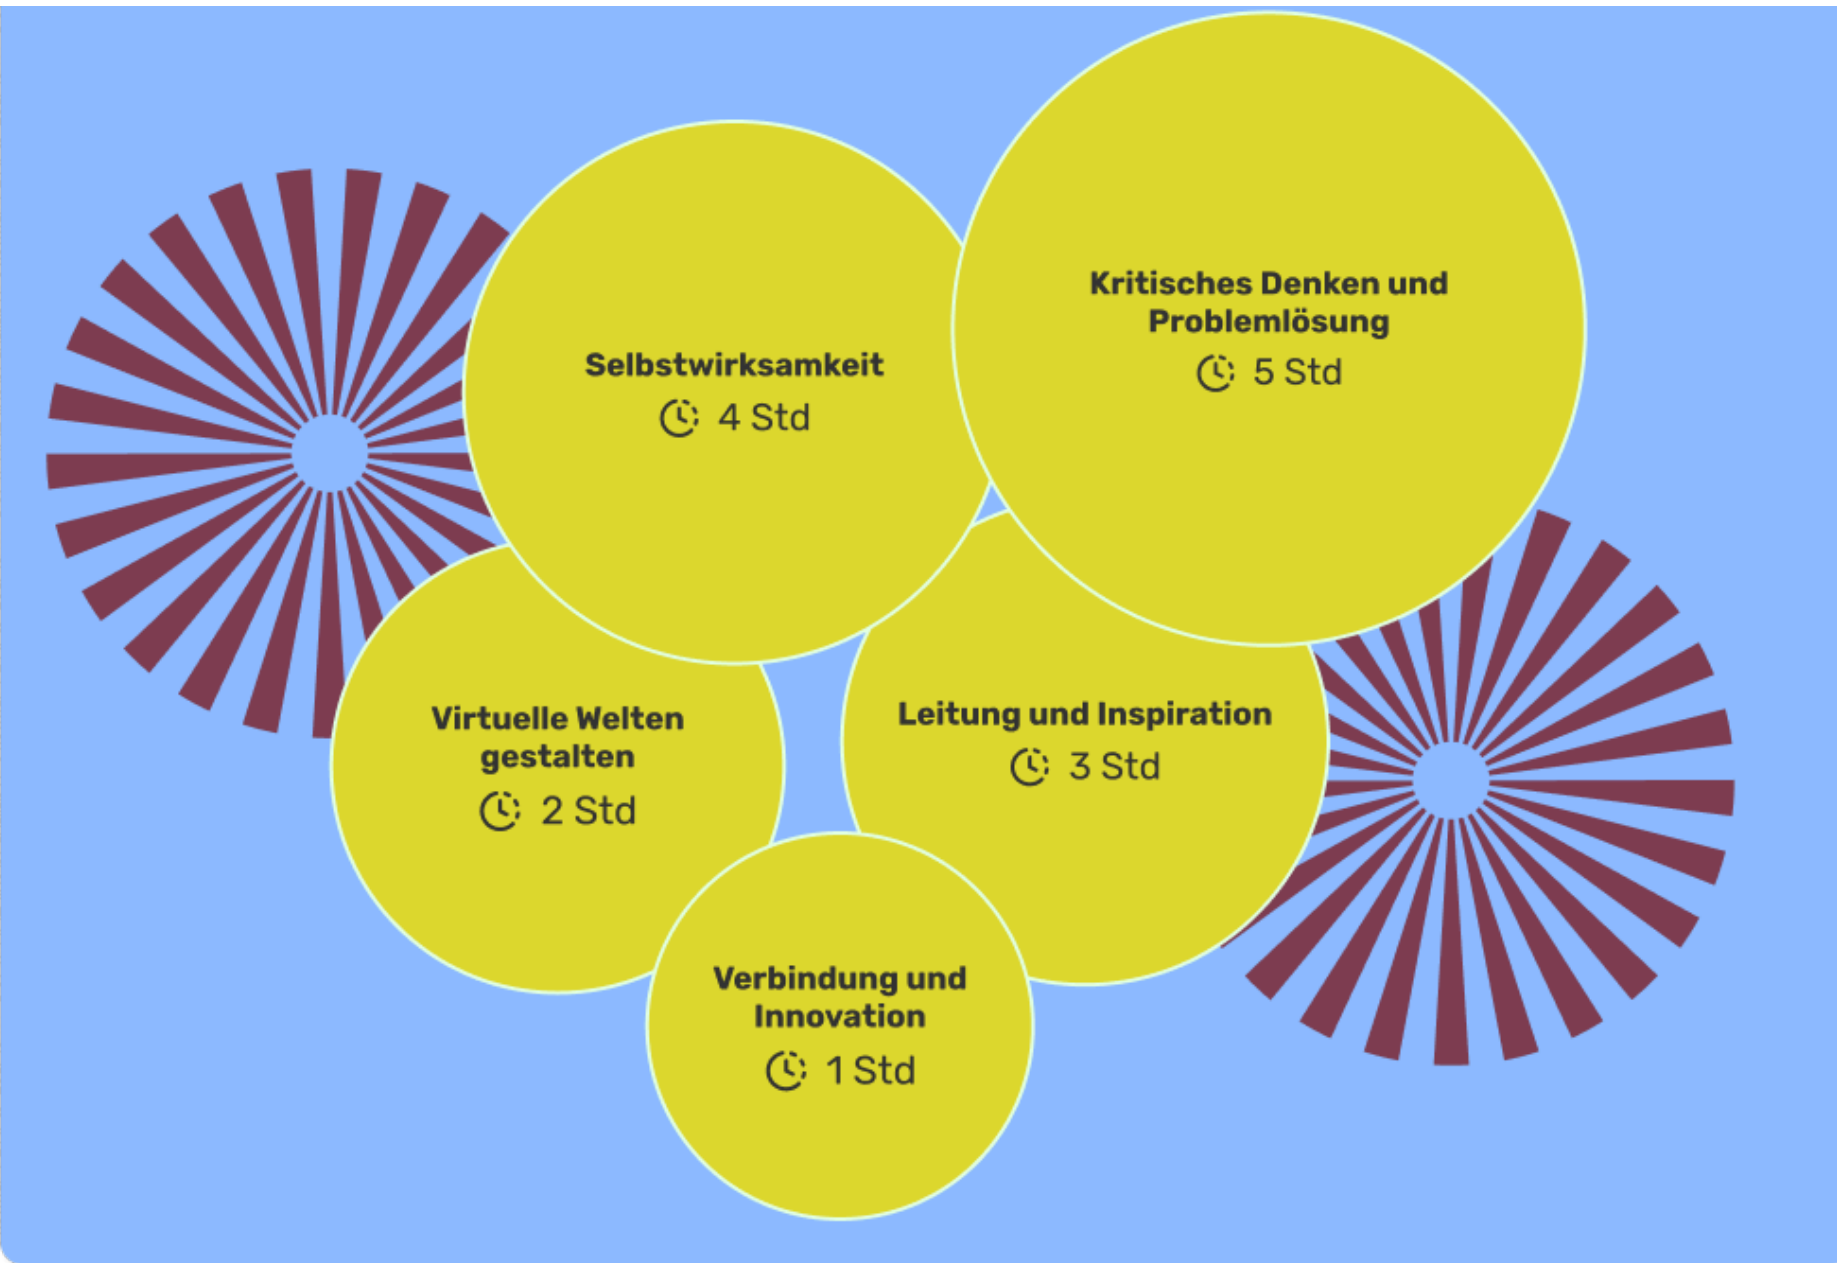 Kritisches Denken und
Problemlösung
5 Std
Selbstwirksamkeit
4 Std
Virtuelle Welten
gestalten
2 Std
Leitung und Inspiration
3 Std
Verbindung und
Innovation
1 Std